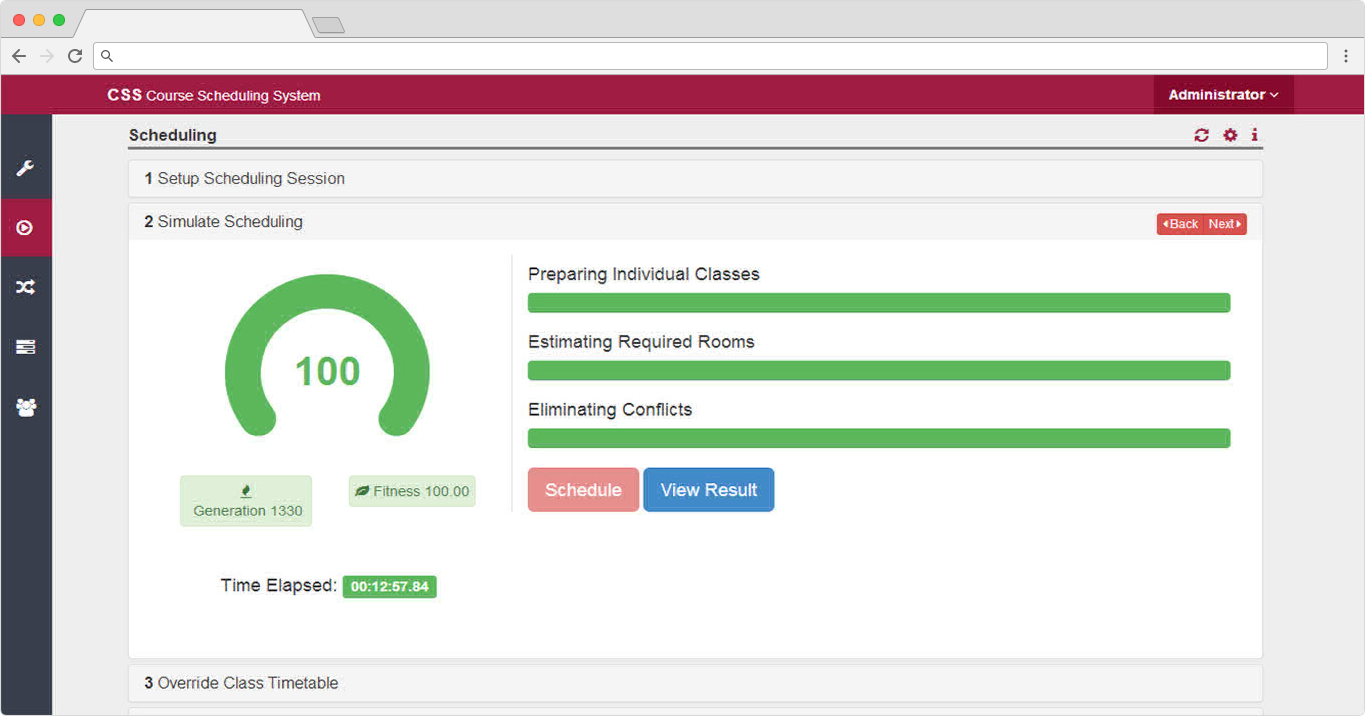 CSS Course Scheduling System
Administrator
Scheduling
1 Setup Scheduling Session
2 Simulate Scheduling
Back Next
100
Generation 1330
Fitness 100.00
Time Elapsed: 00:12:57.84
Preparing Individual Classes
Estimating Required Rooms
Eliminating Conflicts
Schedule
View Result
3 Override Class Timetable